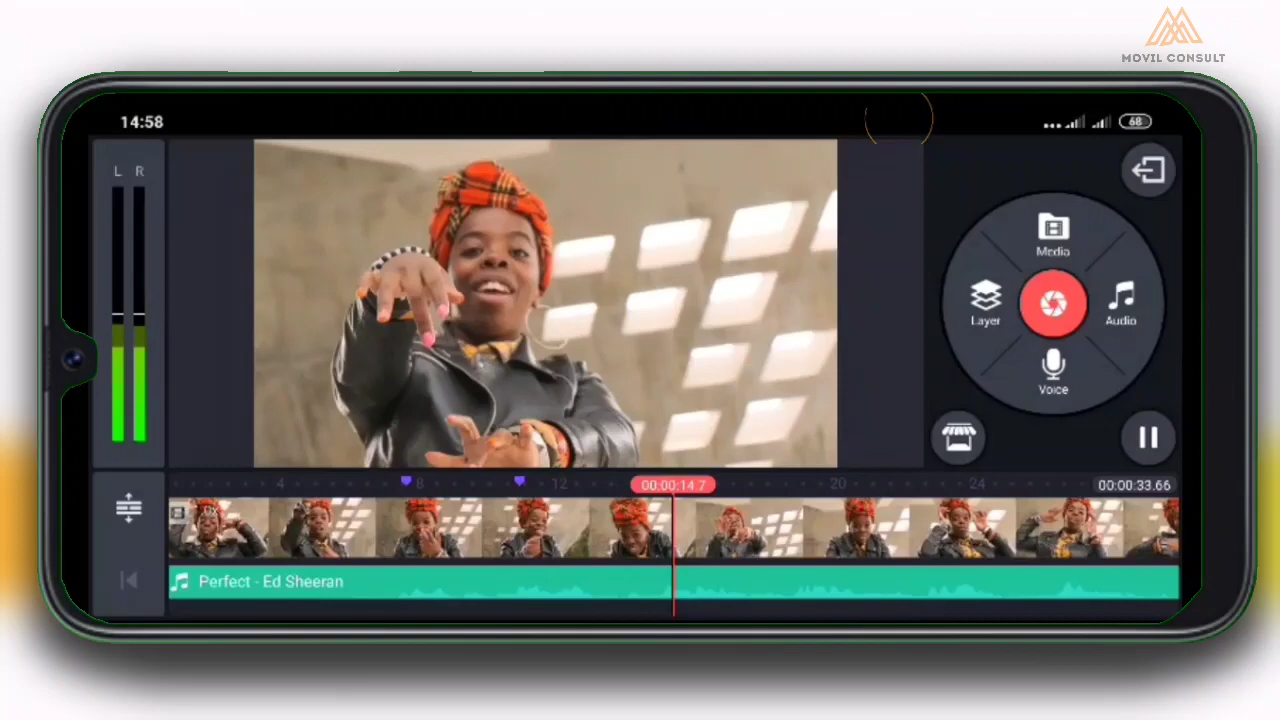 MOVIL CONSULT
14:58
68
L R
Media
Layer
Audio
Voice
4 8 12 00:00:14.7 20 24 00:00:33.66
Perfect - Ed Sheeran